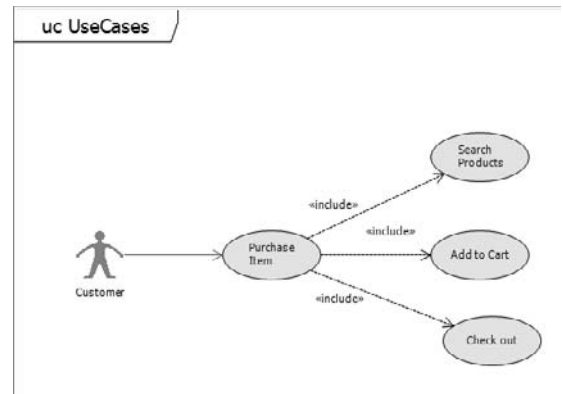 uc UseCases
Search
Products
«include»
«include»
Purchase
Item
Add to Cart
Customer
«include»
Check out